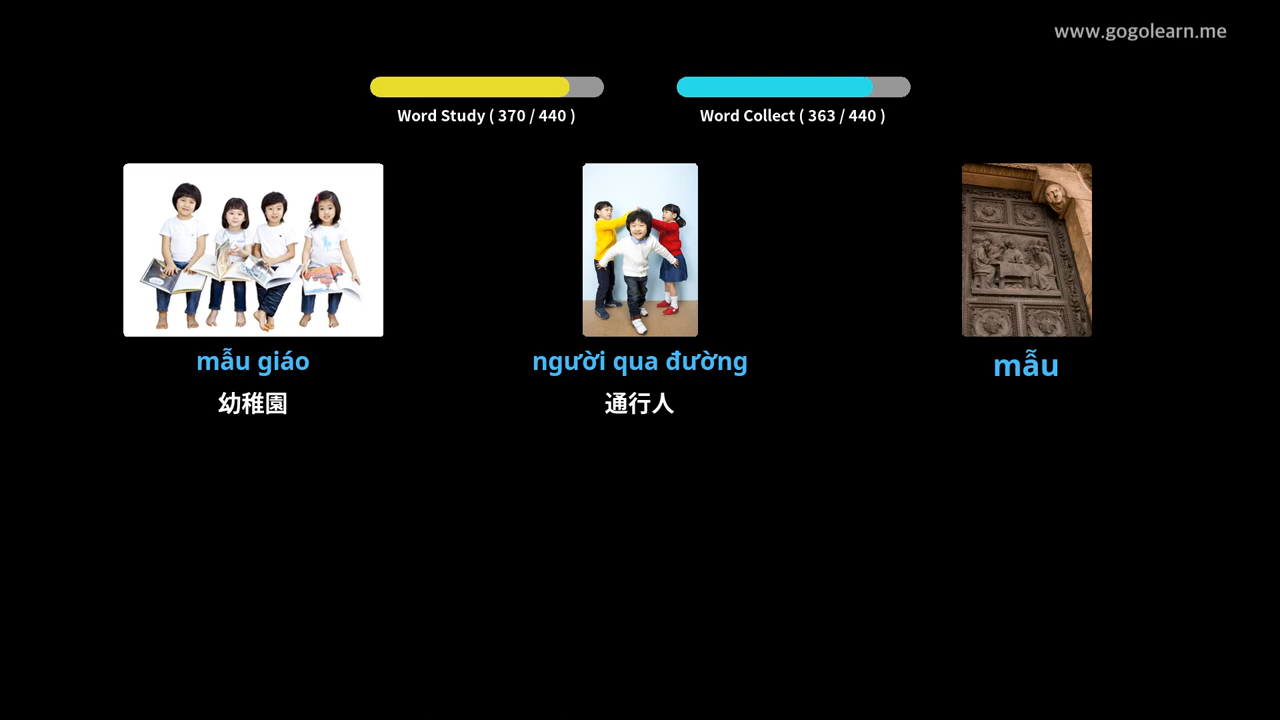 www.gogolearn.me
Word Study ( 370 / 440 )
Word Collect ( 363 / 440 )
mẫu giáo
幼稚園
người qua đường
通行人
mẫu